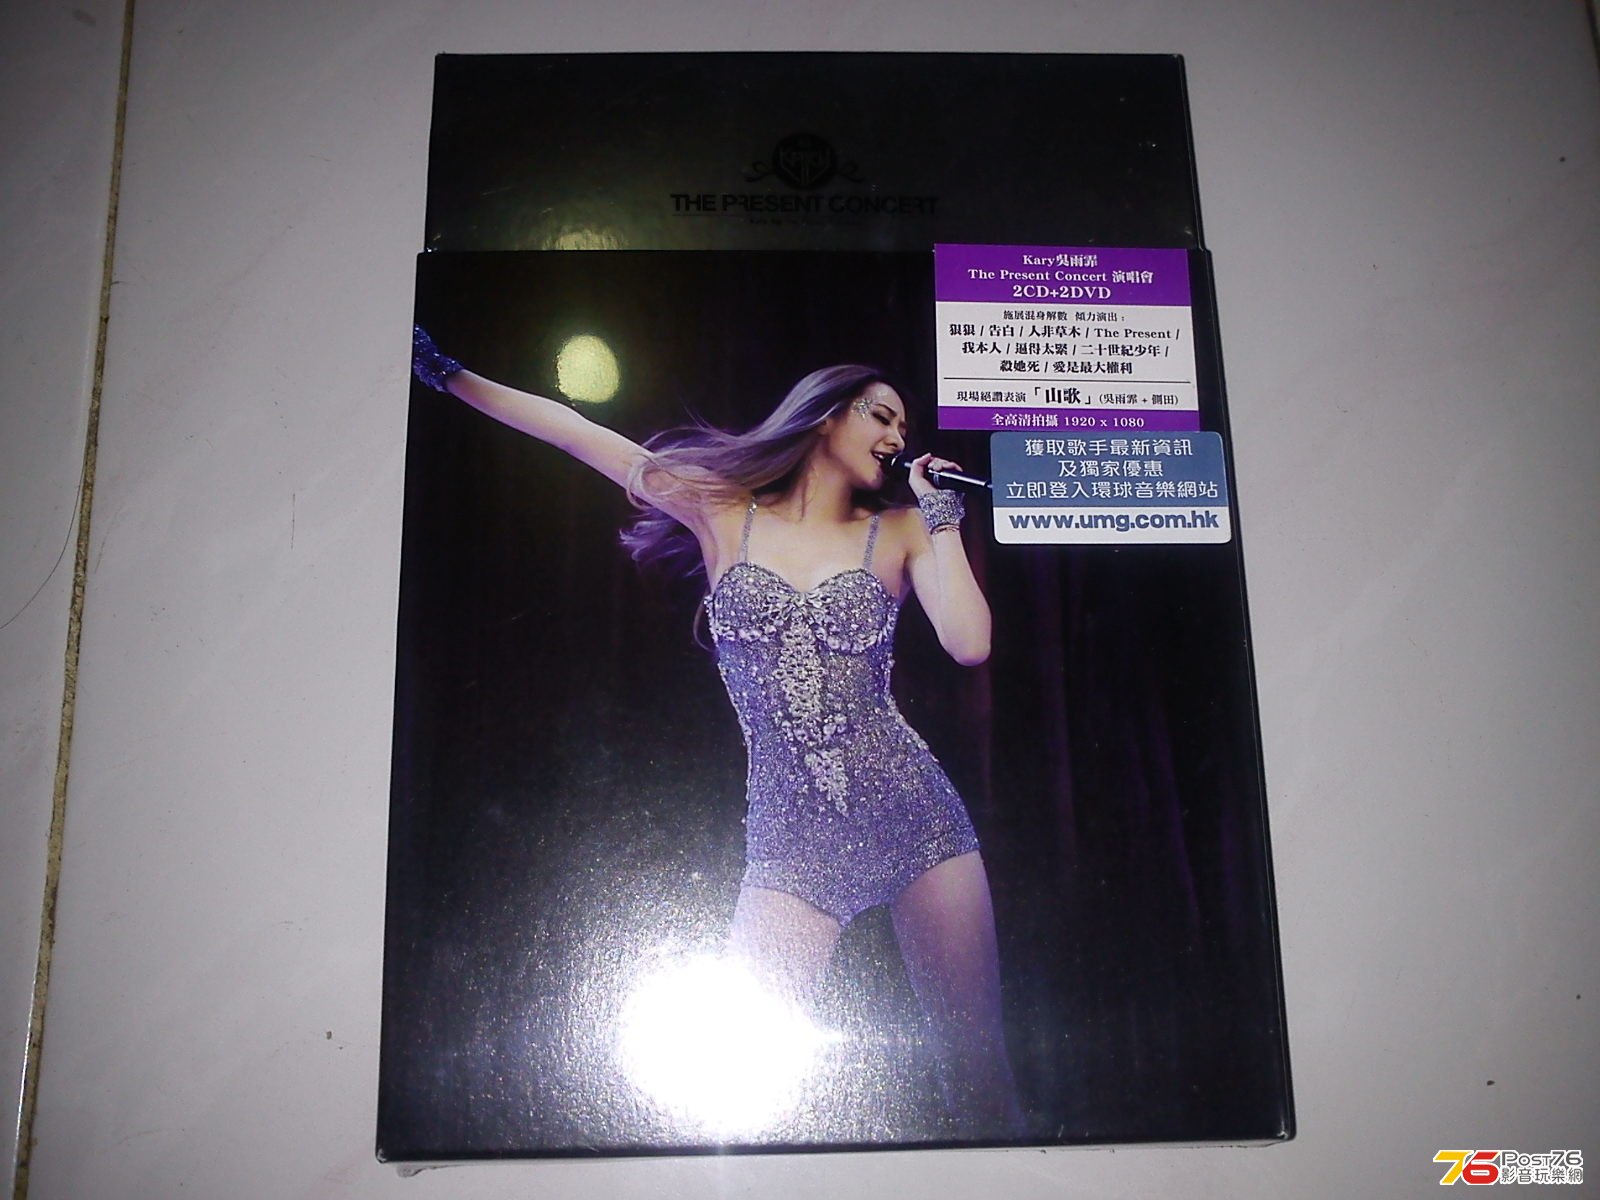 KARY
THE PRESENT CONCERT
Kary吳雨霏
The Present Concert 演唱會
2CD+2DVD
施展混身解數 傾力演出：
狠狠 / 告白 / 人非草木 / The Present /
我本人 / 逼得太緊 / 二十世紀少年 /
殺她死 / 愛是最大權利
現場絕讚表演「山歌」(吳雨霏 + 側田)
全高清拍攝 1920 x 1080
獲取歌手最新資訊
及獨家優惠
立即登入環球音樂網站
www.umg.com.hk
76 Post76
影音玩樂網